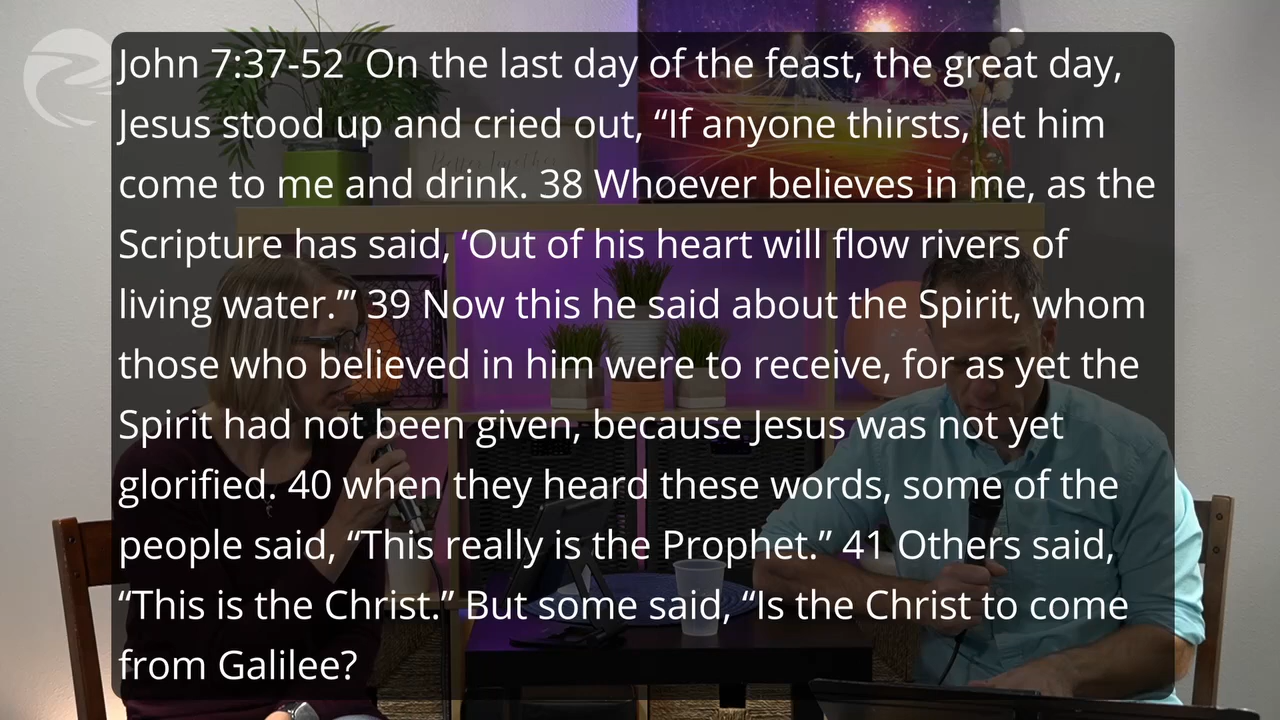 John 7:37-52  On the last day of the feast, the great day,
Jesus stood up and cried out, “If anyone thirsts, let him
come to me and drink. 38 Whoever believes in me, as the
Scripture has said, ‘Out of his heart will flow rivers of
living water.’” 39 Now this he said about the Spirit, whom
those who believed in him were to receive, for as yet the
Spirit had not been given, because Jesus was not yet
glorified. 40 when they heard these words, some of the
people said, “This really is the Prophet.” 41 Others said,
“This is the Christ.” But some said, “Is the Christ to come
from Galilee?
Better Together